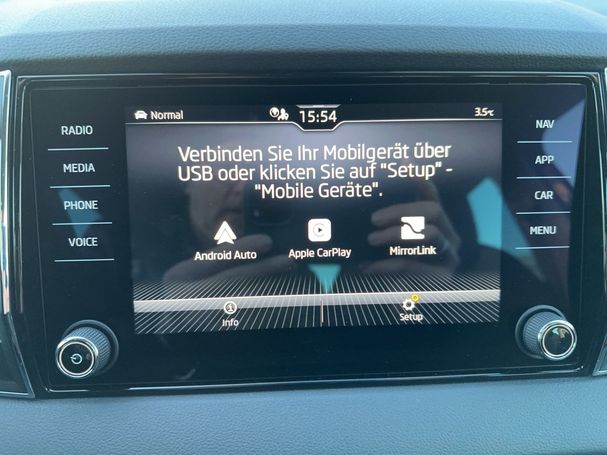 Normal 15:54 3.5°C
RADIO
MEDIA
PHONE
VOICE
Verbinden Sie Ihr Mobilgerät über
USB oder klicken Sie auf "Setup" -
"Mobile Geräte".
Android Auto Apple CarPlay MirrorLink
Info Setup
NAV
APP
CAR
MENU